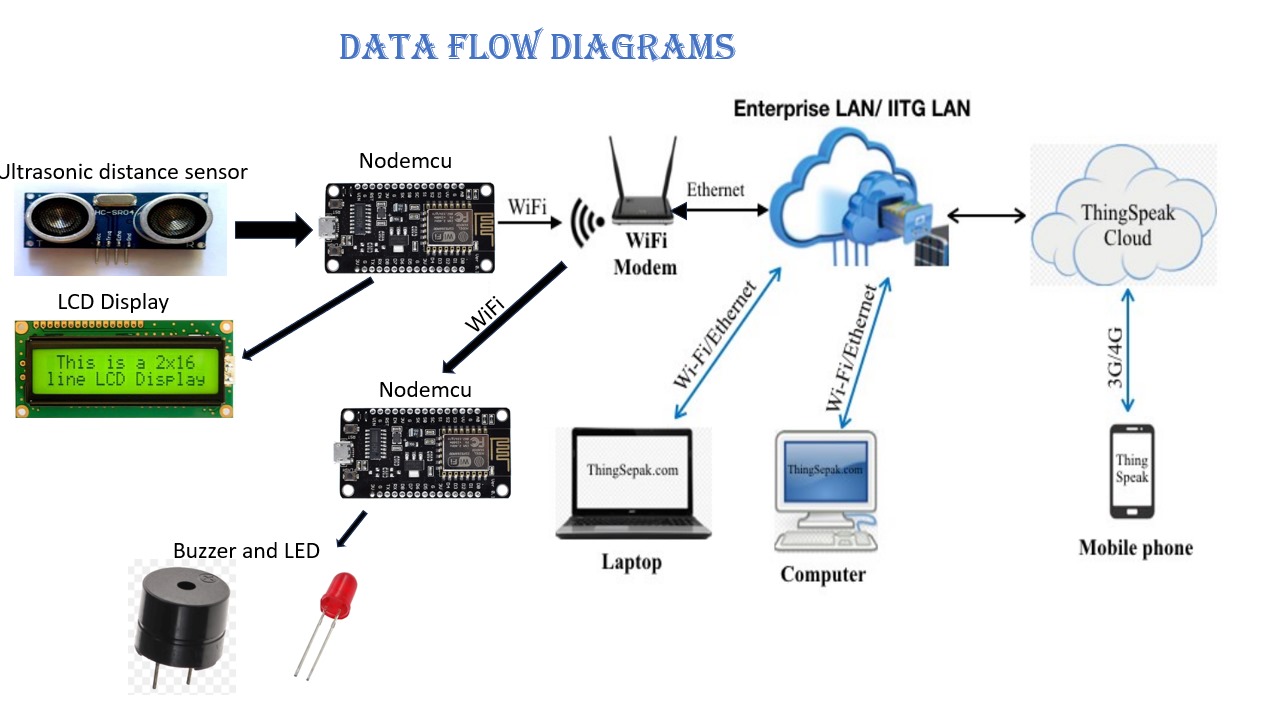 DATA FLOW DIAGRAMS
Enterprise LAN/ IITG LAN
Ultrasonic distance sensor
Nodemcu
HC-SR04
WiFi
Ethernet
WiFi
Modem
ThingSpeak
Cloud
LCD Display
This is a 2x16
line LCD Display
WiFi
Wi-Fi/Ethernet
Wi-Fi/Ethernet
3G/4G
Nodemcu
ThingSepak.com
ThingSepak.com
Thing
Speak
Laptop
Computer
Mobile phone
Buzzer and LED